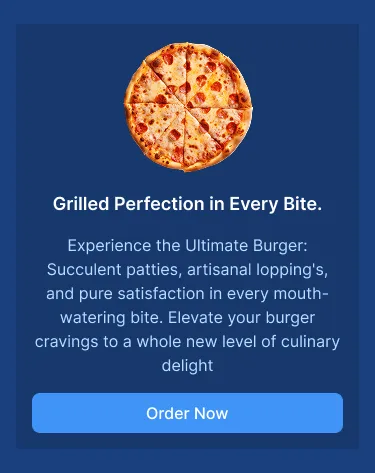 Grilled Perfection in Every Bite.
Experience the Ultimate Burger:
Succulent patties, artisanal lopping's,
and pure satisfaction in every mouth-
watering bite. Elevate your burger
cravings to a whole new level of culinary
delight
Order Now